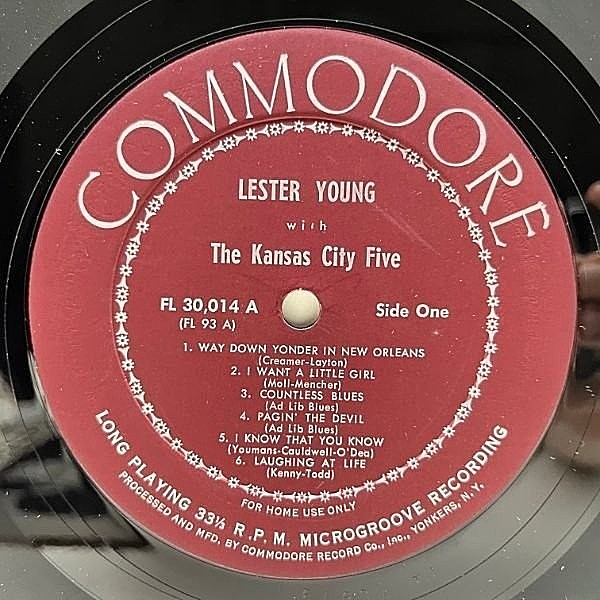 COMMODORE
LESTER YOUNG
with
The Kansas City Five
FL 30,014 A Side One
(FL 93 A)
1. WAY DOWN YONDER IN NEW ORLEANS
(Creamer-Layton)
2. I WANT A LITTLE GIRL
(Moll-Mencher)
3. COUNTLESS BLUES
(Ad Lib Blues)
4. PAGIN' THE DEVIL
(Ad Lib Blues)
5. I KNOW THAT YOU KNOW
(Youmans-Cauldwell-O'Dea)
6. LAUGHING AT LIFE
(Kenny-Todd)
FOR HOME USE ONLY
LONG PLAYING 33⅓ R.P.M. MICROGROOVE RECORDING
PROCESSED AND MFD. BY COMMODORE RECORD Co., Inc., YONKERS, N.Y.